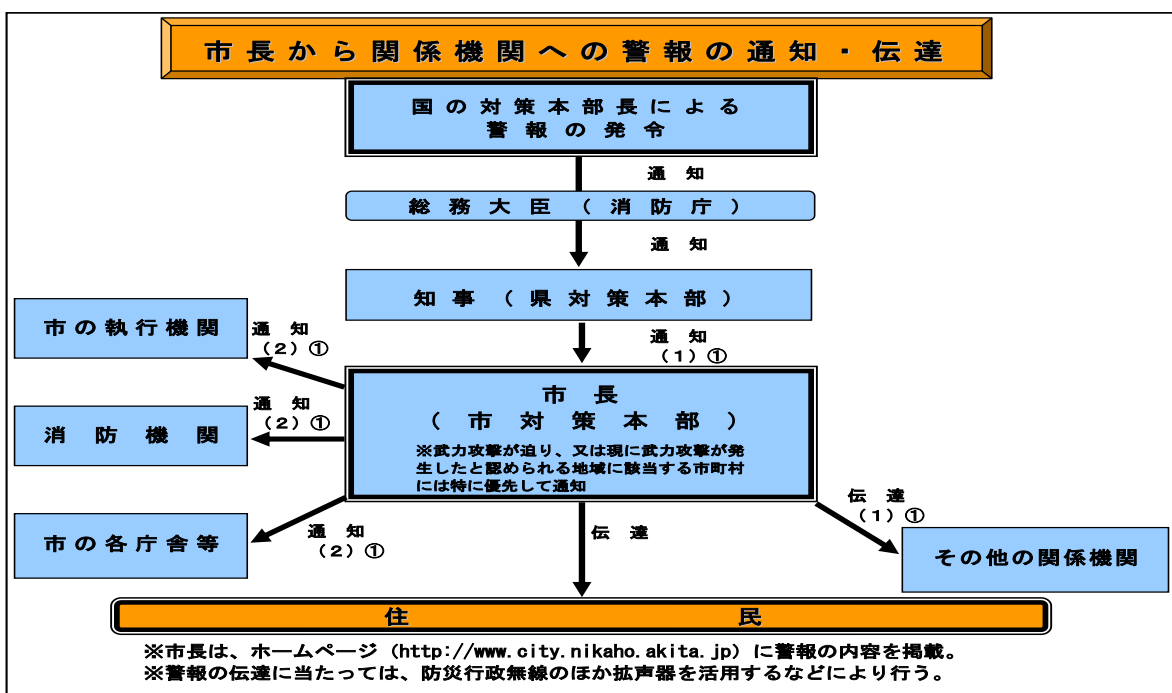 市長から関係機関への警報の通知・伝達
国の対策本部長による
警報の発令
通知
総務大臣(消防庁)
通知
知事(県対策本部)
通知
(1)①
市の執行機関
通知
(2)①
市長
(市対策本部)
※武力攻撃が迫り、又は現に武力攻撃が発
生したと認められる地域に該当する市町村
には特に優先して通知
消防機関
通知
(2)①
市の各庁舎等
通知
(2)①
伝達
伝達
(1)①
その他の関係機関
住民
※市長は、ホームページ(http://www.city.nikaho.akita.jp)に警報の内容を掲載。
※警報の伝達に当たっては、防災行政無線のほか拡声器を活用するなどにより行う。